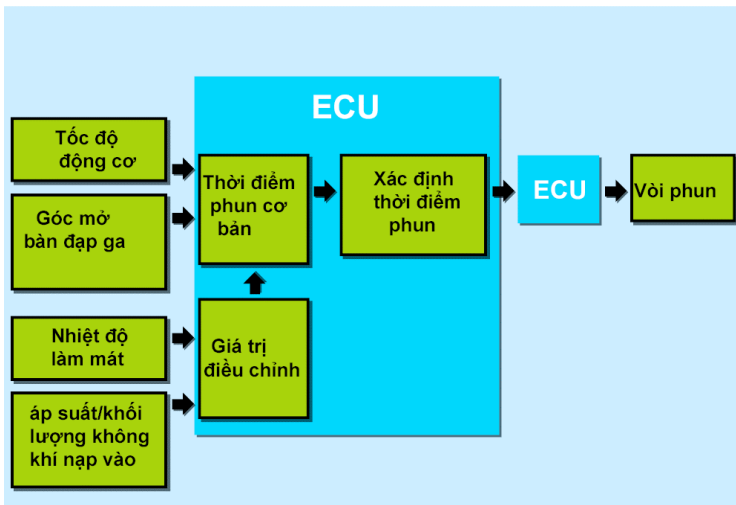 ECU
Tốc độ
động cơ
Góc mở
bàn đạp ga
Thời điểm
phun cơ
bản
Xác định
thời điểm
phun
ECU
Vòi phun
Nhiệt độ
làm mát
Giá trị
điều chỉnh
áp suất/khối
lượng không
khí nạp vào